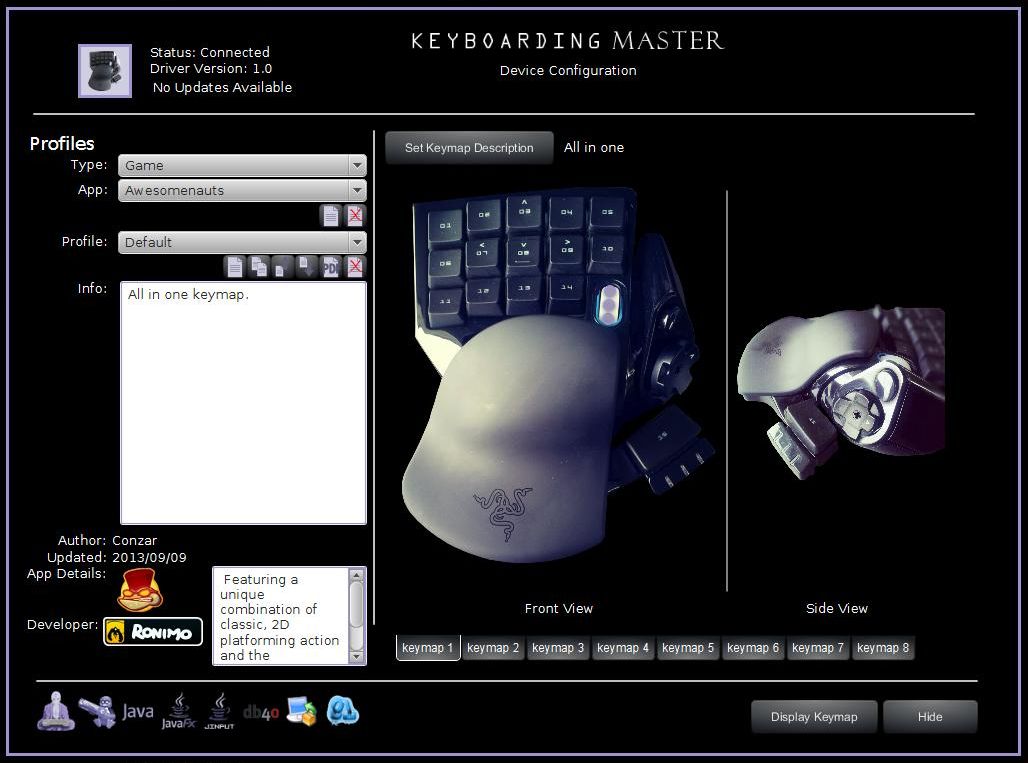 KEYBOARDING MASTER
Device Configuration
Status: Connected
Driver Version: 1.0
No Updates Available
Profiles
Type: Game
App: Awesomenauts
Profile: Default
PDF
Info: All in one keymap.
Author: Conzar
Updated: 2013/09/09
App Details:
Featuring a
unique
combination of
classic, 2D
platforming action
and the
Developer: RONIMO
Set Keymap Description All in one
01 02 03 04 05
06 07 08 09 10
11 12 13 14
Front View
Side View
keymap 1 keymap 2 keymap 3 keymap 4 keymap 5 keymap 6 keymap 7 keymap 8
Java JavaFx JINPUT db4o
Display Keymap Hide